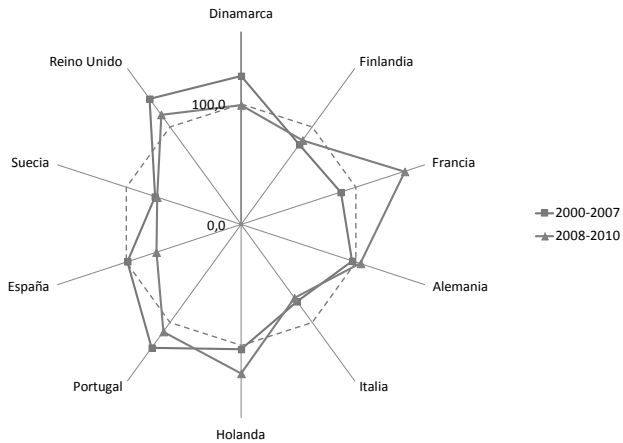 Dinamarca
Reino Unido
Finlandia
100,0
Suecia
Francia
2000-2007
0,0
2008-2010
España
Alemania
Portugal
Italia
Holanda